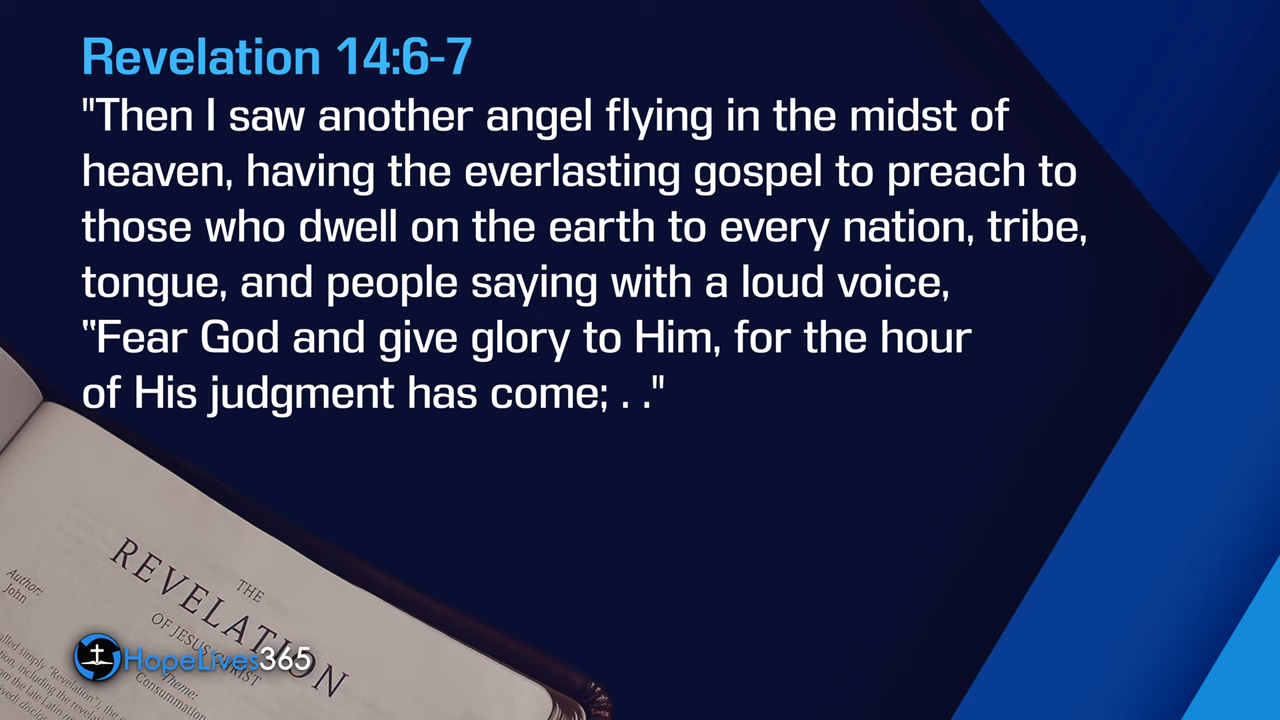 Revelation 14:6-7
"Then I saw another angel flying in the midst of
heaven, having the everlasting gospel to preach to
those who dwell on the earth to every nation, tribe,
tongue, and people saying with a loud voice,
“Fear God and give glory to Him, for the hour
of His judgment has come; . ."
THE
REVELATION
OF JESUS CHRIST
Author:
John
Theme:
Consummation
HopeLives365